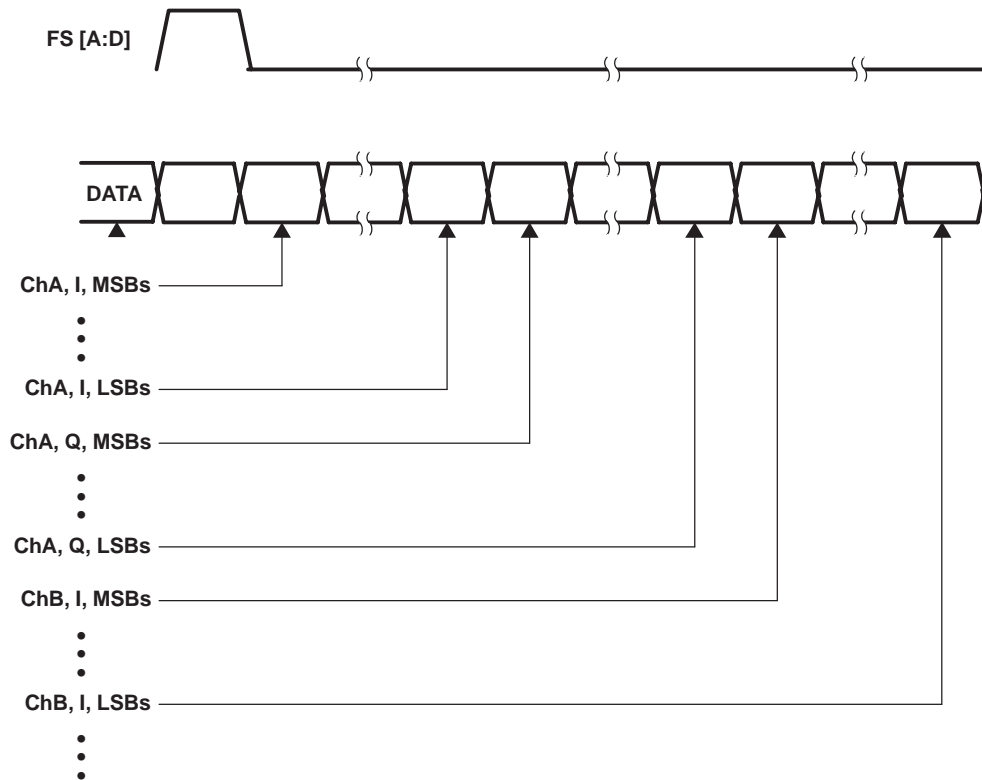 FS [A:D]
DATA
ChA, I, MSBs
ChA, I, LSBs
ChA, Q, MSBs
ChA, Q, LSBs
ChB, I, MSBs
ChB, I, LSBs